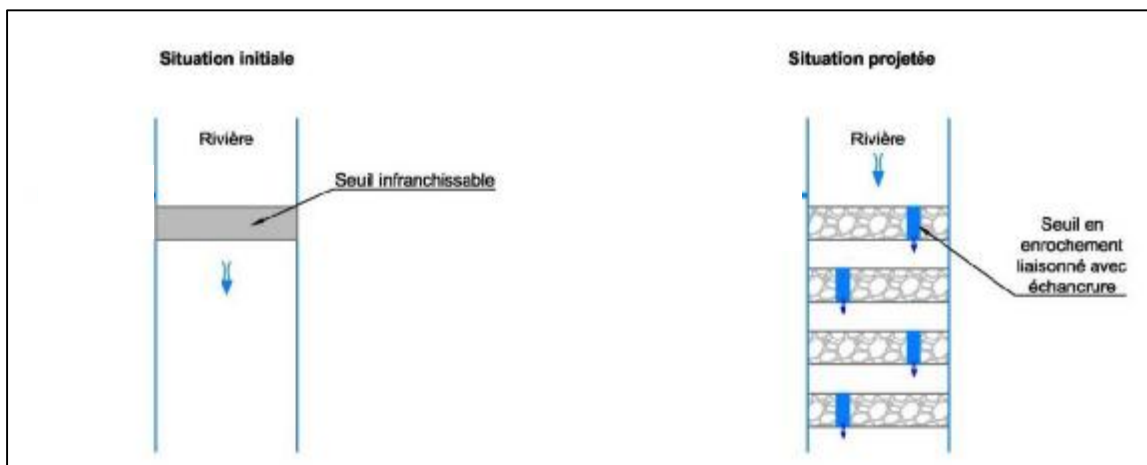 Situation initiale
Rivière
Seuil infranchissable
Situation projetée
Rivière
Seuil en
enrochement
liaisonné avec
échancrure